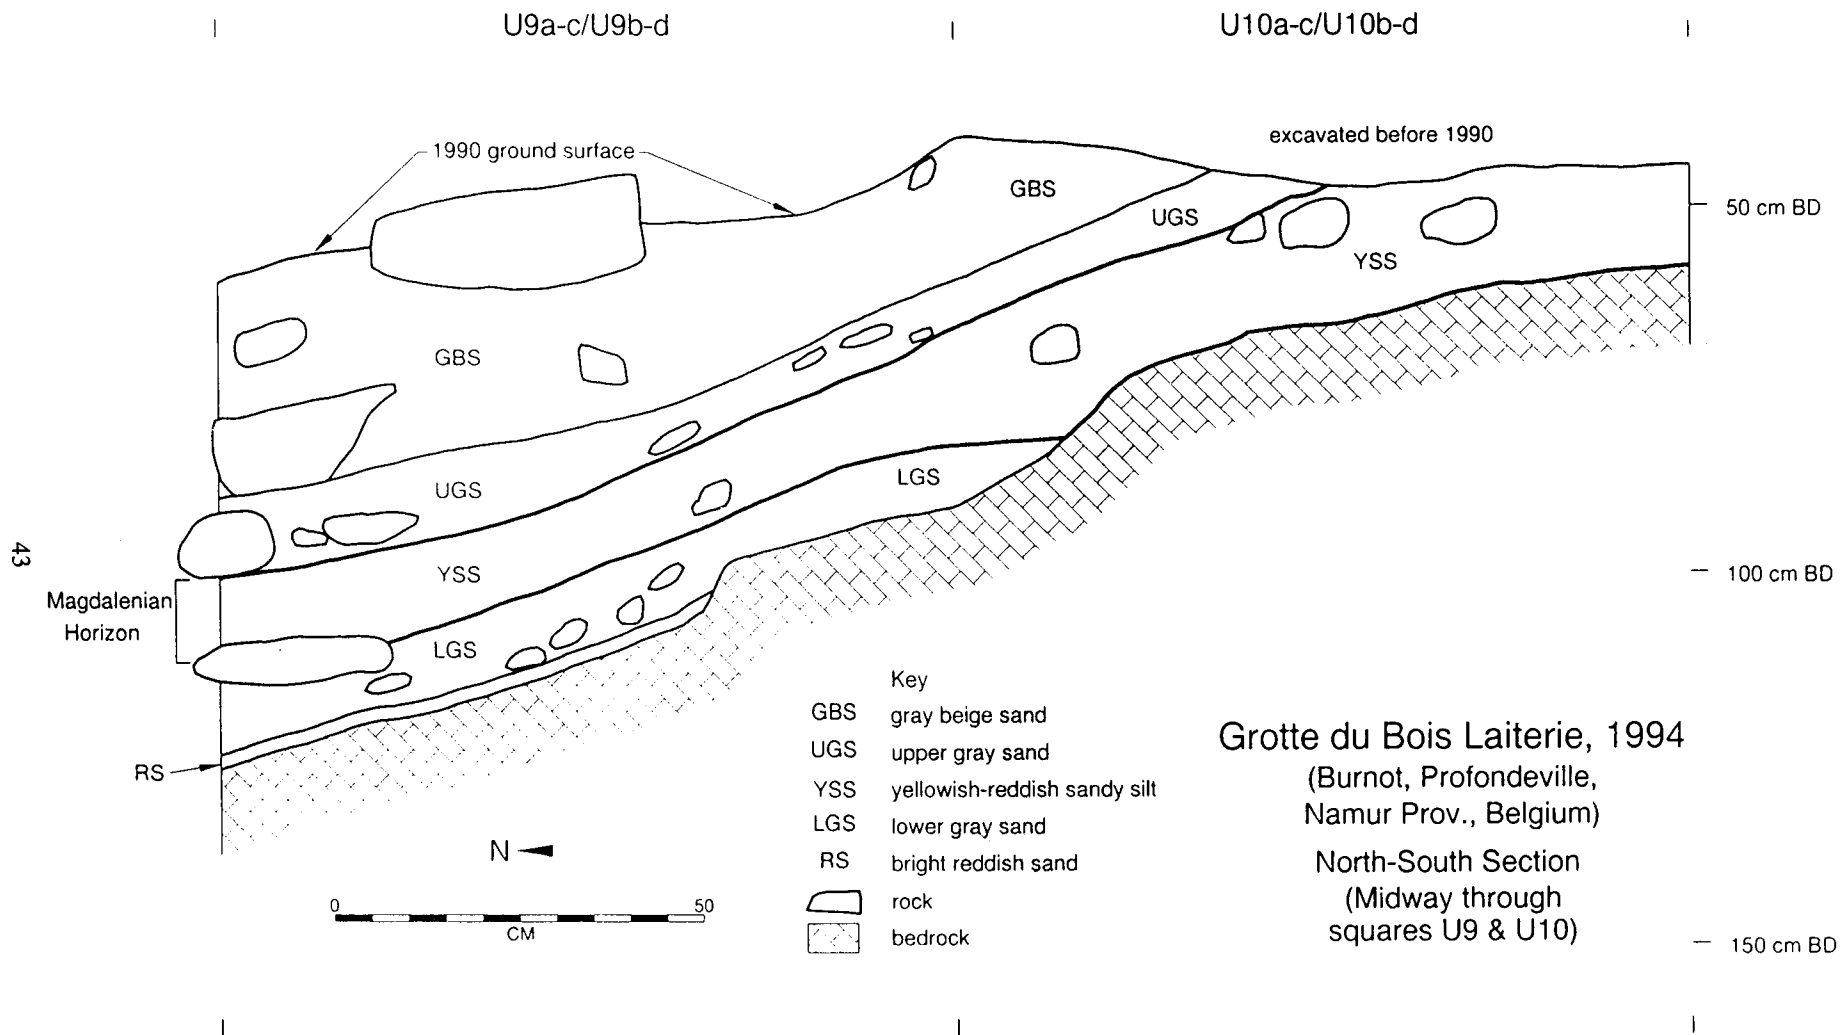 U9a-c/U9b-d
U10a-c/U10b-d
1990 ground surface
excavated before 1990
GBS
UGS
50 cm BD
YSS
GBS
UGS
LGS
43
YSS
100 cm BD
Magdalenian
Horizon
LGS
RS
Key
GBS gray beige sand
UGS upper gray sand
YSS yellowish-reddish sandy silt
LGS lower gray sand
RS bright reddish sand
rock
bedrock
N
0 50
CM
Grotte du Bois Laiterie, 1994
(Burnot, Profondeville,
Namur Prov., Belgium)
North-South Section
(Midway through
squares U9 & U10)
150 cm BD